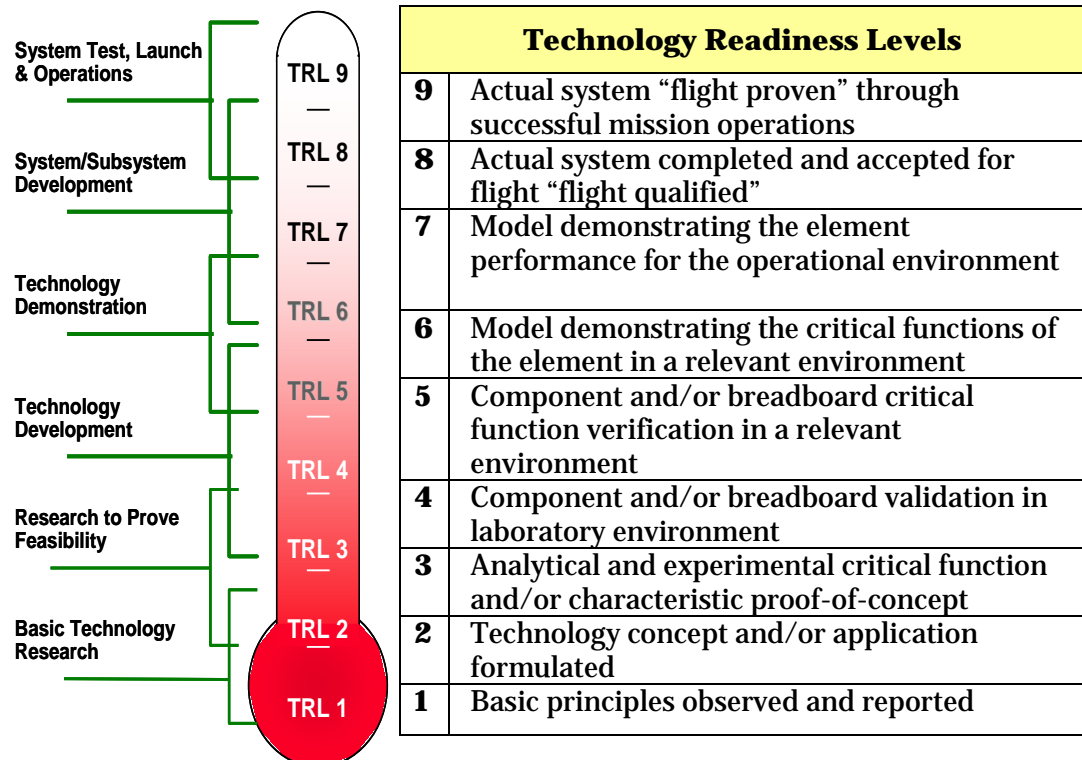 System Test, Launch
& Operations
System/Subsystem
Development
Technology
Demonstration
Technology
Development
Research to Prove
Feasibility
Basic Technology
Research
TRL 9
TRL 8
TRL 7
TRL 6
TRL 5
TRL 4
TRL 3
TRL 2
TRL 1
Technology Readiness Levels
9 Actual system “flight proven” through
successful mission operations
8 Actual system completed and accepted for
flight “flight qualified”
7 Model demonstrating the element
performance for the operational environment
6 Model demonstrating the critical functions of
the element in a relevant environment
5 Component and/or breadboard critical
function verification in a relevant
environment
4 Component and/or breadboard validation in
laboratory environment
3 Analytical and experimental critical function
and/or characteristic proof-of-concept
2 Technology concept and/or application
formulated
1 Basic principles observed and reported